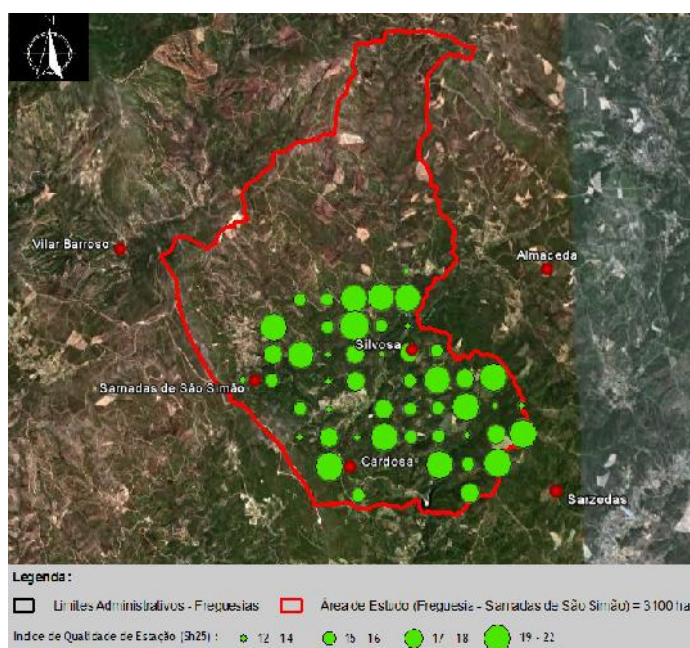 N
Vilar Barroso
Almaceda
Silvosa
Sarnadas de São Simão
Cardosa
Sarzedas
Legenda:
Limites Administrativos - Freguesias
Área de Estudo (Freguesia - Sarnadas de São Simão) = 3100 ha
Indice de Qualidade de Estação (Sh25) : 12 - 14 15 - 16 17 - 18 19 - 22